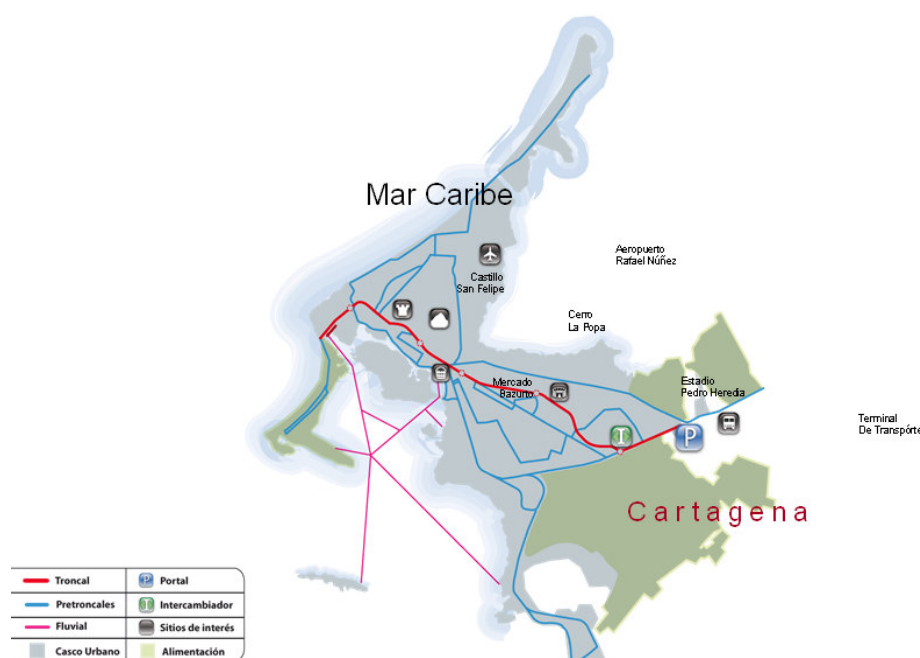 Mar Caribe
Aeropuerto
Rafael Núñez
Castillo
San Felipe
Cerro
La Popa
Mercado
Bazurto
Estadio
Pedro Heredia
Terminal
De Transpórte
I
P
Cartagena
Troncal
P
Portal
Pretroncales
I
Intercambiador
Fluvial
Sitios de interés
Casco Urbano
Alimentación